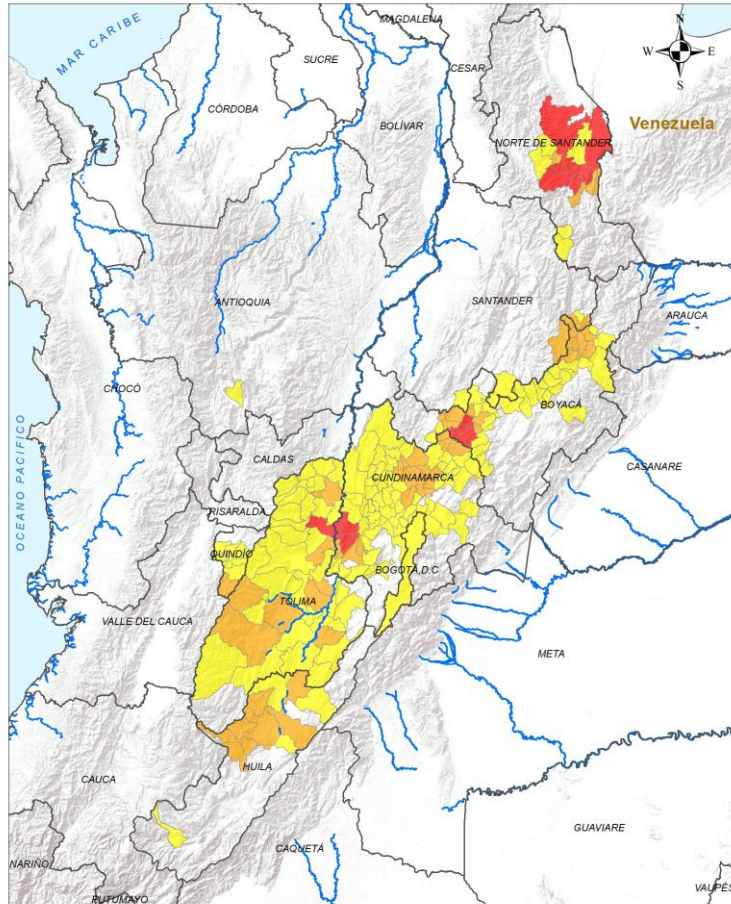 MAGDALENA
N
W E
S
MAR CARIBE
SUCRE
CESAR
CÓRDOBA
BOLÍVAR
Venezuela
NORTE DE SANTANDER
ANTIOQUIA
SANTANDER
ARAUCA
CHOCÓ
BOYACÁ
CALDAS
CUNDINAMARCA
CASANARE
OCEANO PACIFICO
RISARALDA
QUINDÍO
BOGOTÁ, D.C
TOLIMA
VALLE DEL CAUCA
META
HUILA
CAUCA
GUAVIARE
CAQUETÁ
NARIÑO
PUTUMAYO
VAUPÉS